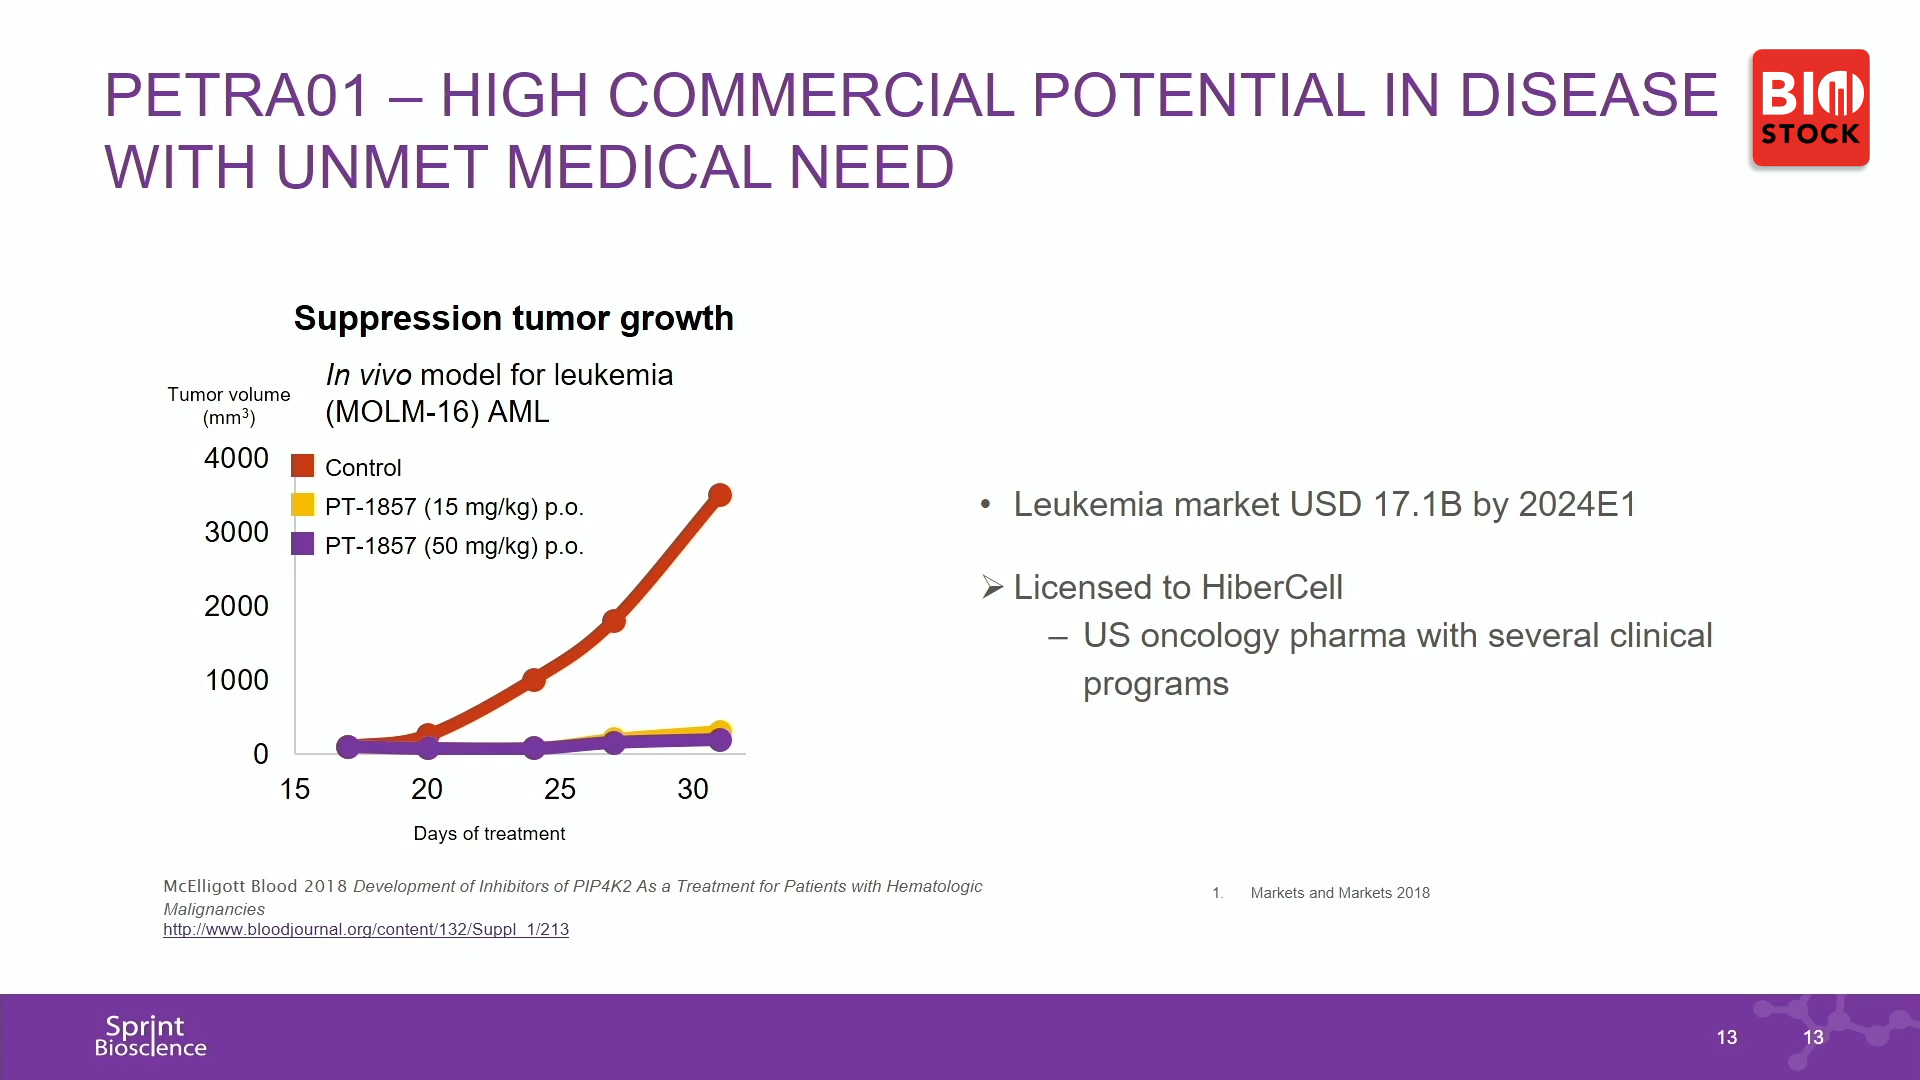 PETRA01 – HIGH COMMERCIAL POTENTIAL IN DISEASE
WITH UNMET MEDICAL NEED
BIO
STOCK
Suppression tumor growth
In vivo model for leukemia
(MOLM-16) AML
Tumor volume
(mm³)
4000
3000
2000
1000
0
Control
PT-1857 (15 mg/kg) p.o.
PT-1857 (50 mg/kg) p.o.
15 20 25 30
Days of treatment
• Leukemia market USD 17.1B by 2024E1
➢ Licensed to HiberCell
– US oncology pharma with several clinical
programs
McElligott Blood 2018 Development of Inhibitors of PIP4K2 As a Treatment for Patients with Hematologic
Malignancies
http://www.bloodjournal.org/content/132/Suppl_1/213
1. Markets and Markets 2018
Sprint
Bioscience
13 13